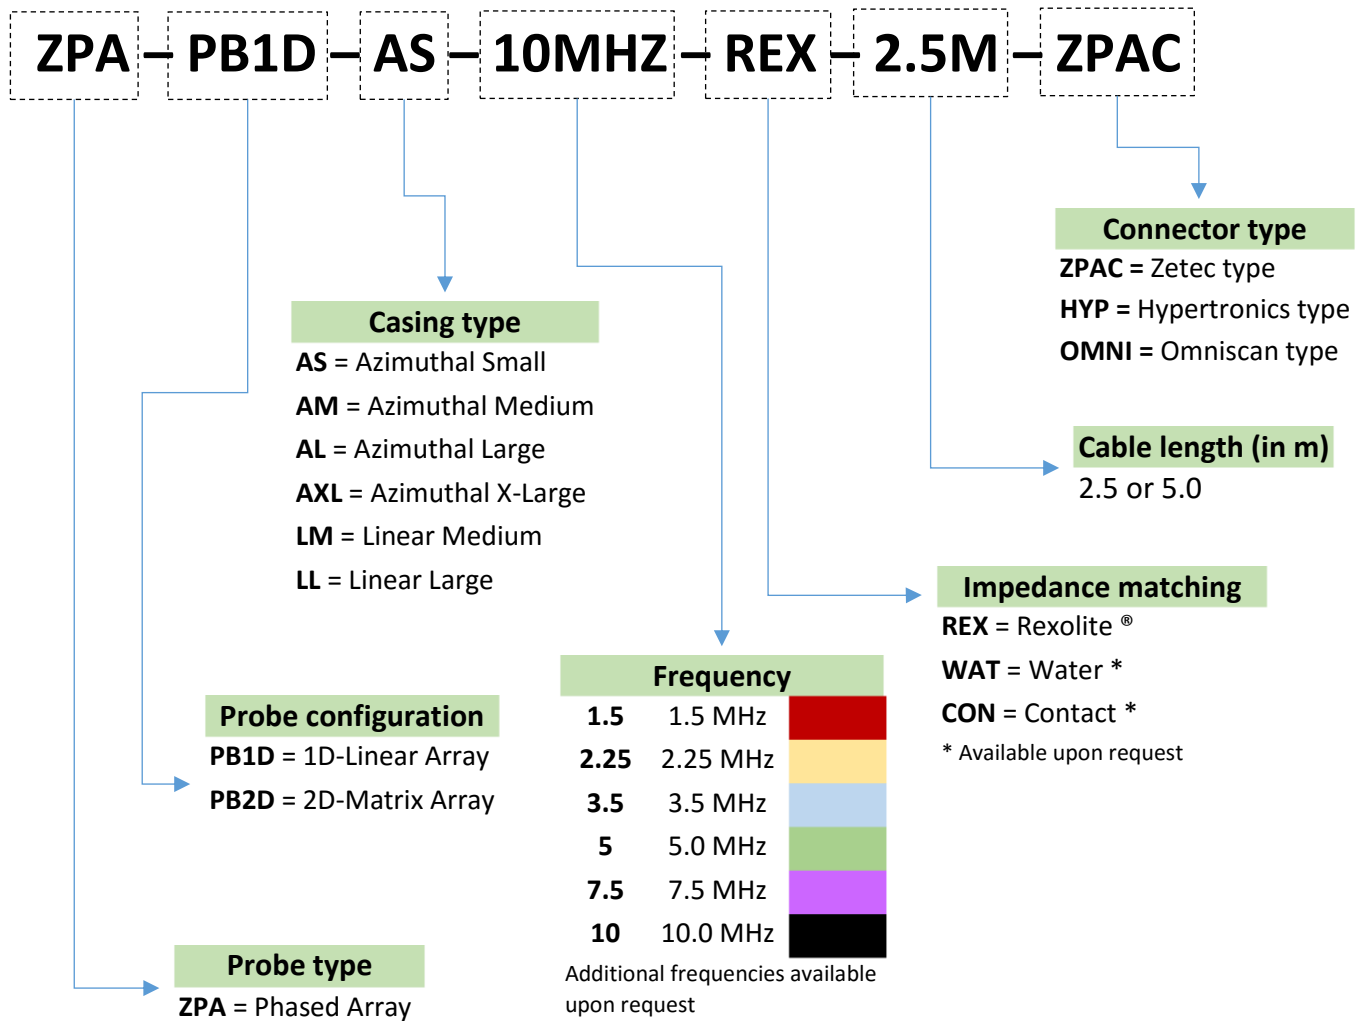 ZPA – PB1D – AS – 10MHZ – REX – 2.5M – ZPAC
Connector type
ZPAC = Zetec type
HYP = Hypertronics type
OMNI = Omniscan type
Casing type
AS = Azimuthal Small
AM = Azimuthal Medium
AL = Azimuthal Large
AXL = Azimuthal X-Large
LM = Linear Medium
LL = Linear Large
Cable length (in m)
2.5 or 5.0
Impedance matching
REX = Rexolite ®
WAT = Water *
CON = Contact *
* Available upon request
Frequency
1.5 1.5 MHz
2.25 2.25 MHz
3.5 3.5 MHz
5 5.0 MHz
7.5 7.5 MHz
10 10.0 MHz
Additional frequencies available
upon request
Probe configuration
PB1D = 1D-Linear Array
PB2D = 2D-Matrix Array
Probe type
ZPA = Phased Array